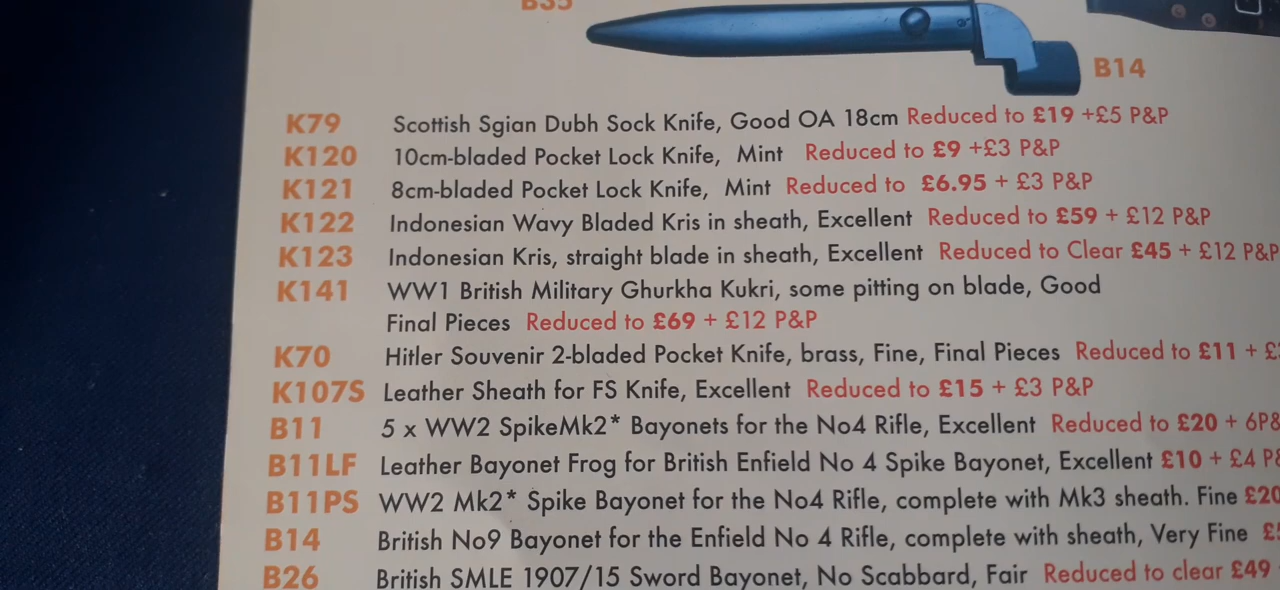 B35
B14
K79 Scottish Sgian Dubh Sock Knife, Good OA 18cm Reduced to £19 +£5 P&P
K120 10cm-bladed Pocket Lock Knife, Mint Reduced to £9 +£3 P&P
K121 8cm-bladed Pocket Lock Knife, Mint Reduced to £6.95 + £3 P&P
K122 Indonesian Wavy Bladed Kris in sheath, Excellent Reduced to £59 + £12 P&P
K123 Indonesian Kris, straight blade in sheath, Excellent Reduced to Clear £45 + £12 P&P
K141 WW1 British Military Ghurkha Kukri, some pitting on blade, Good
Final Pieces Reduced to £69 + £12 P&P
K70 Hitler Souvenir 2-bladed Pocket Knife, brass, Fine, Final Pieces Reduced to £11 +
K107S Leather Sheath for FS Knife, Excellent Reduced to £15 + £3 P&P
B11 5 x WW2 SpikeMk2* Bayonets for the No4 Rifle, Excellent Reduced to £20 +
B11LF Leather Bayonet Frog for British Enfield No 4 Spike Bayonet, Excellent £10 + £4
B11PS WW2 Mk2* Spike Bayonet for the No4 Rifle, complete with Mk3 sheath. Fine £20
B14 British No9 Bayonet for the Enfield No 4 Rifle, complete with sheath, Very Fine
B26 British SMLE 1907/15 Sword Bayonet, No Scabbard, Fair Reduced to clear £49